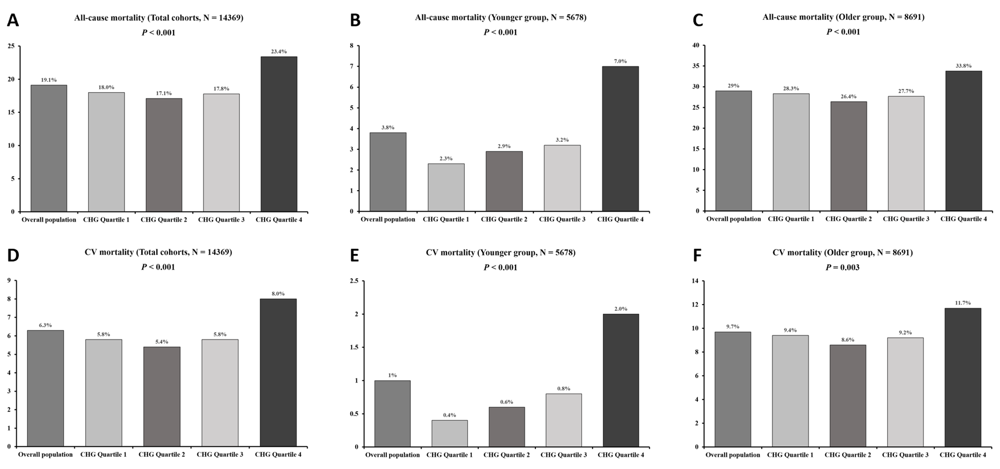 A
All-cause mortality (Total cohorts, N = 14369)
P < 0.001
25
20
15
10
5
0
19.1%
18.0%
17.1%
17.8%
23.4%
Overall population
CHG Quartile 1
CHG Quartile 2
CHG Quartile 3
CHG Quartile 4
B
All-cause mortality (Younger group, N = 5678)
P < 0.001
8
7
6
5
4
3
2
1
0
3.8%
2.3%
2.9%
3.2%
7.0%
Overall population
CHG Quartile 1
CHG Quartile 2
CHG Quartile 3
CHG Quartile 4
C
All-cause mortality (Older group, N = 8691)
P < 0.001
40
35
30
25
20
15
10
5
0
29%
28.3%
26.4%
27.7%
33.8%
Overall population
CHG Quartile 1
CHG Quartile 2
CHG Quartile 3
CHG Quartile 4
D
CV mortality (Total cohorts, N = 14369)
P < 0.001
9
8
7
6
5
4
3
2
1
0
6.3%
5.8%
5.4%
5.8%
8.0%
Overall population
CHG Quartile 1
CHG Quartile 2
CHG Quartile 3
CHG Quartile 4
E
CV mortality (Younger group, N = 5678)
P < 0.001
2.5
2
1.5
1
0.5
0
1%
0.4%
0.6%
0.8%
2.0%
Overall population
CHG Quartile 1
CHG Quartile 2
CHG Quartile 3
CHG Quartile 4
F
CV mortality (Older group, N = 8691)
P = 0.003
14
12
10
8
6
4
2
0
9.7%
9.4%
8.6%
9.2%
11.7%
Overall population
CHG Quartile 1
CHG Quartile 2
CHG Quartile 3
CHG Quartile 4